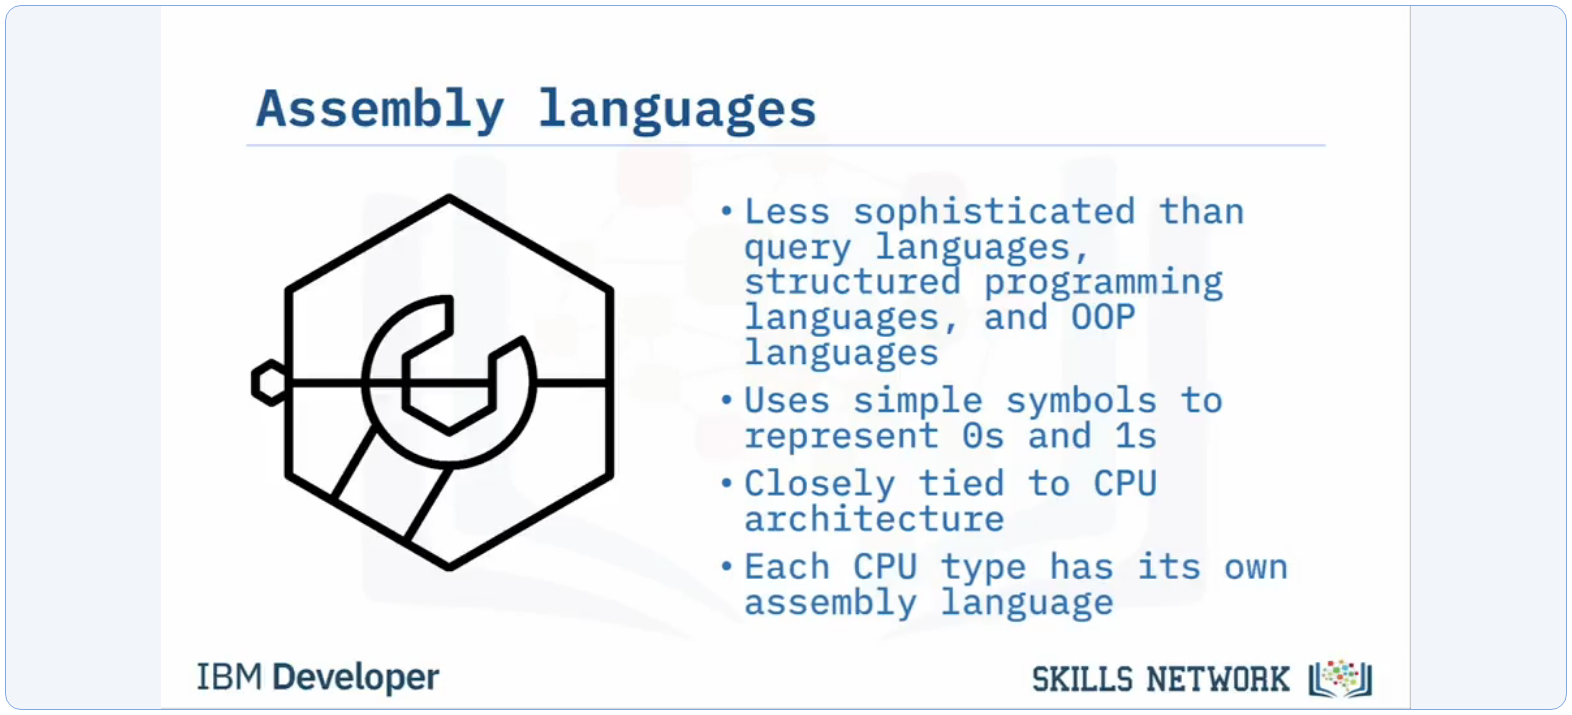 Assembly languages
• Less sophisticated than
query languages,
structured programming
languages, and OOP
languages
• Uses simple symbols to
represent 0s and 1s
• Closely tied to CPU
architecture
• Each CPU type has its own
assembly language
IBM Developer
SKILLS NETWORK